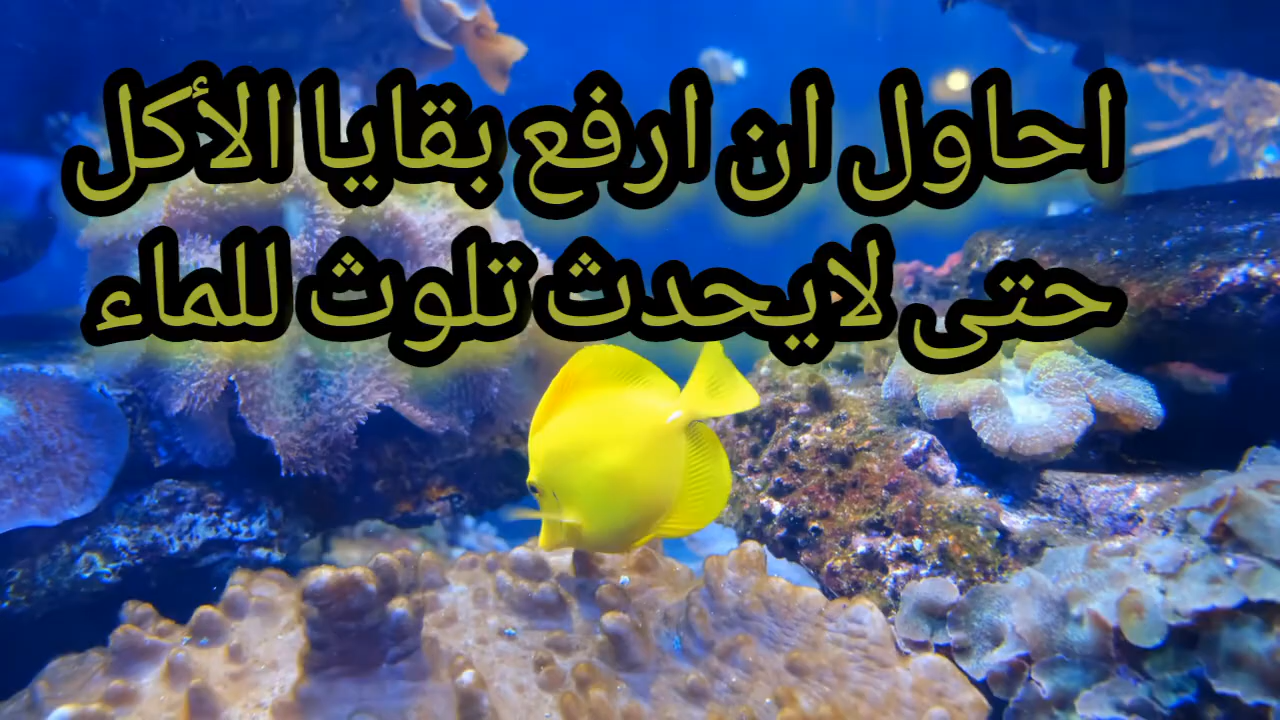 احاول ان ارفع بقايا الأكل
حتى لايحدث تلوث للماء